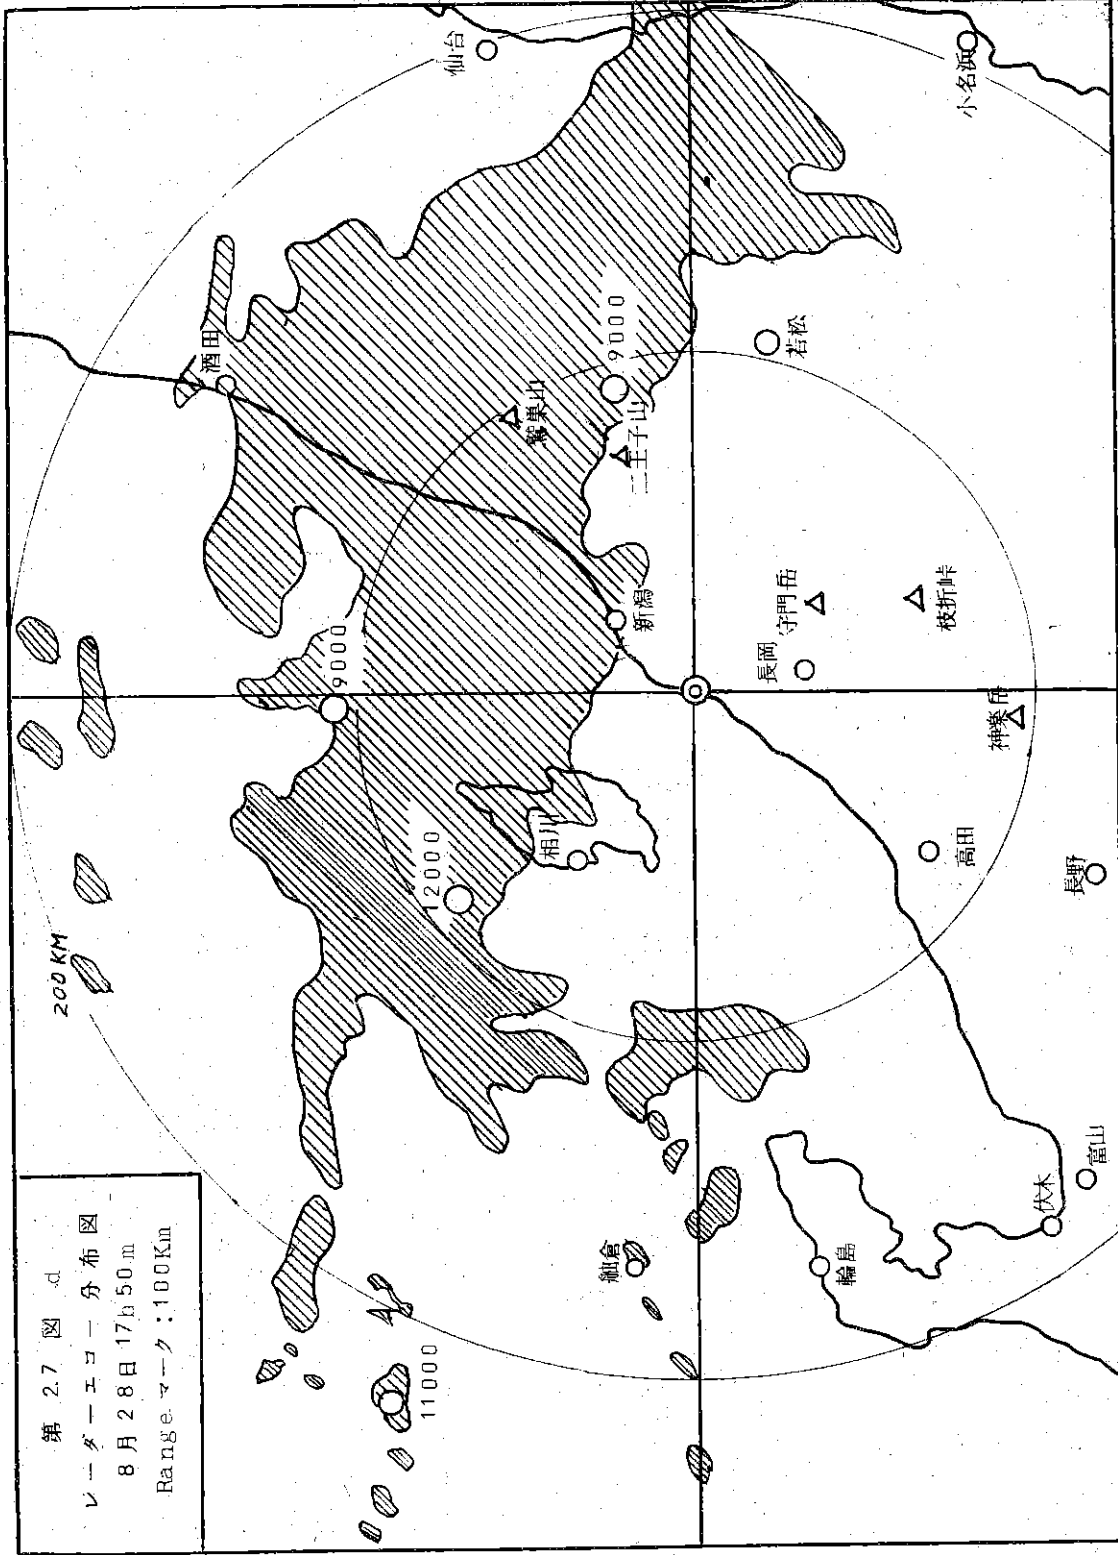 第 2.7 図 d
レーダーエコー分布図
8月28日17h50m
Range マーク：100Km
200KM
仙台
小名浜
酒田
鷲巣山
二王子山
9000
若松
9000
新潟
守門岳
長岡
枝折峠
神楽岳
12000
相川
高田
長野
舳倉
輪島
伏木
富山
A
11000